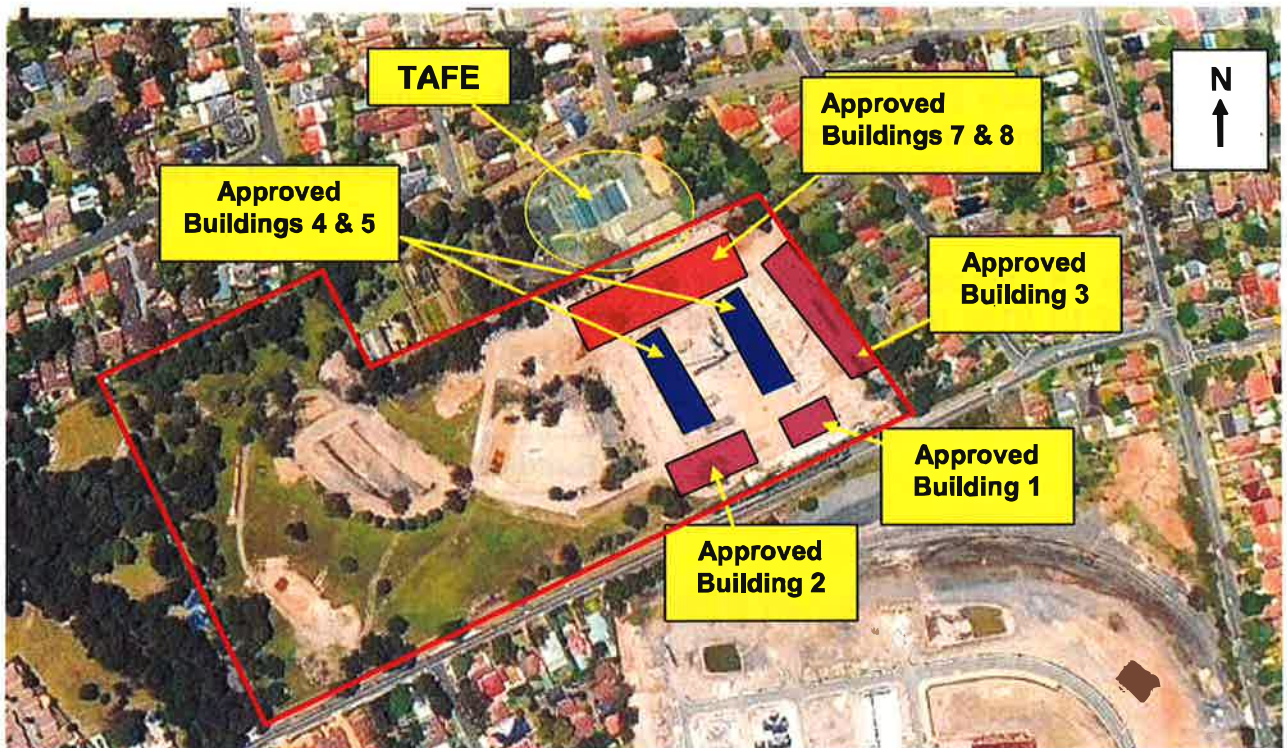 TAFE
N
Approved
Buildings 7 & 8
Approved
Buildings 4 & 5
Approved
Building 3
Approved
Building 1
Approved
Building 2